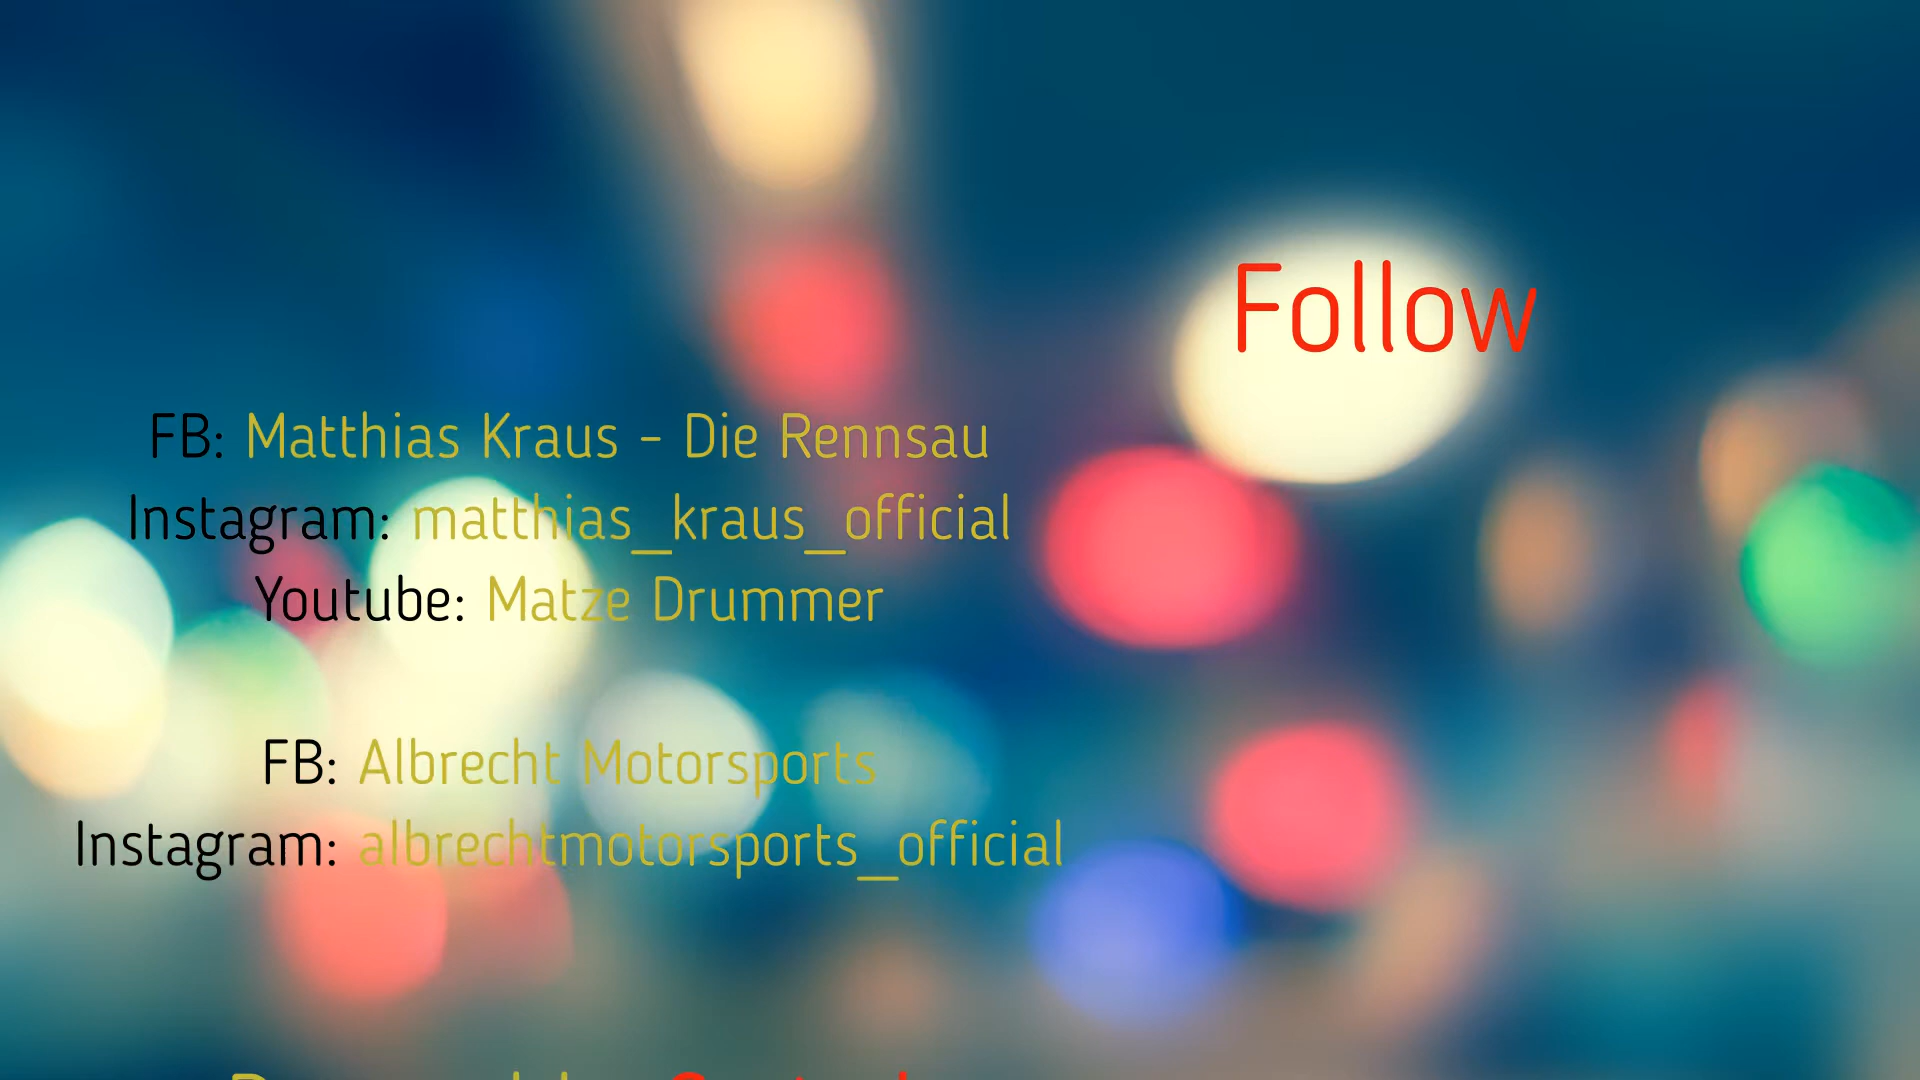 Follow
FB: Matthias Kraus - Die Rennsau
Instagram: matthias_kraus_official
Youtube: Matze Drummer
FB: Albrecht Motorsports
Instagram: albrechtmotorsports_official